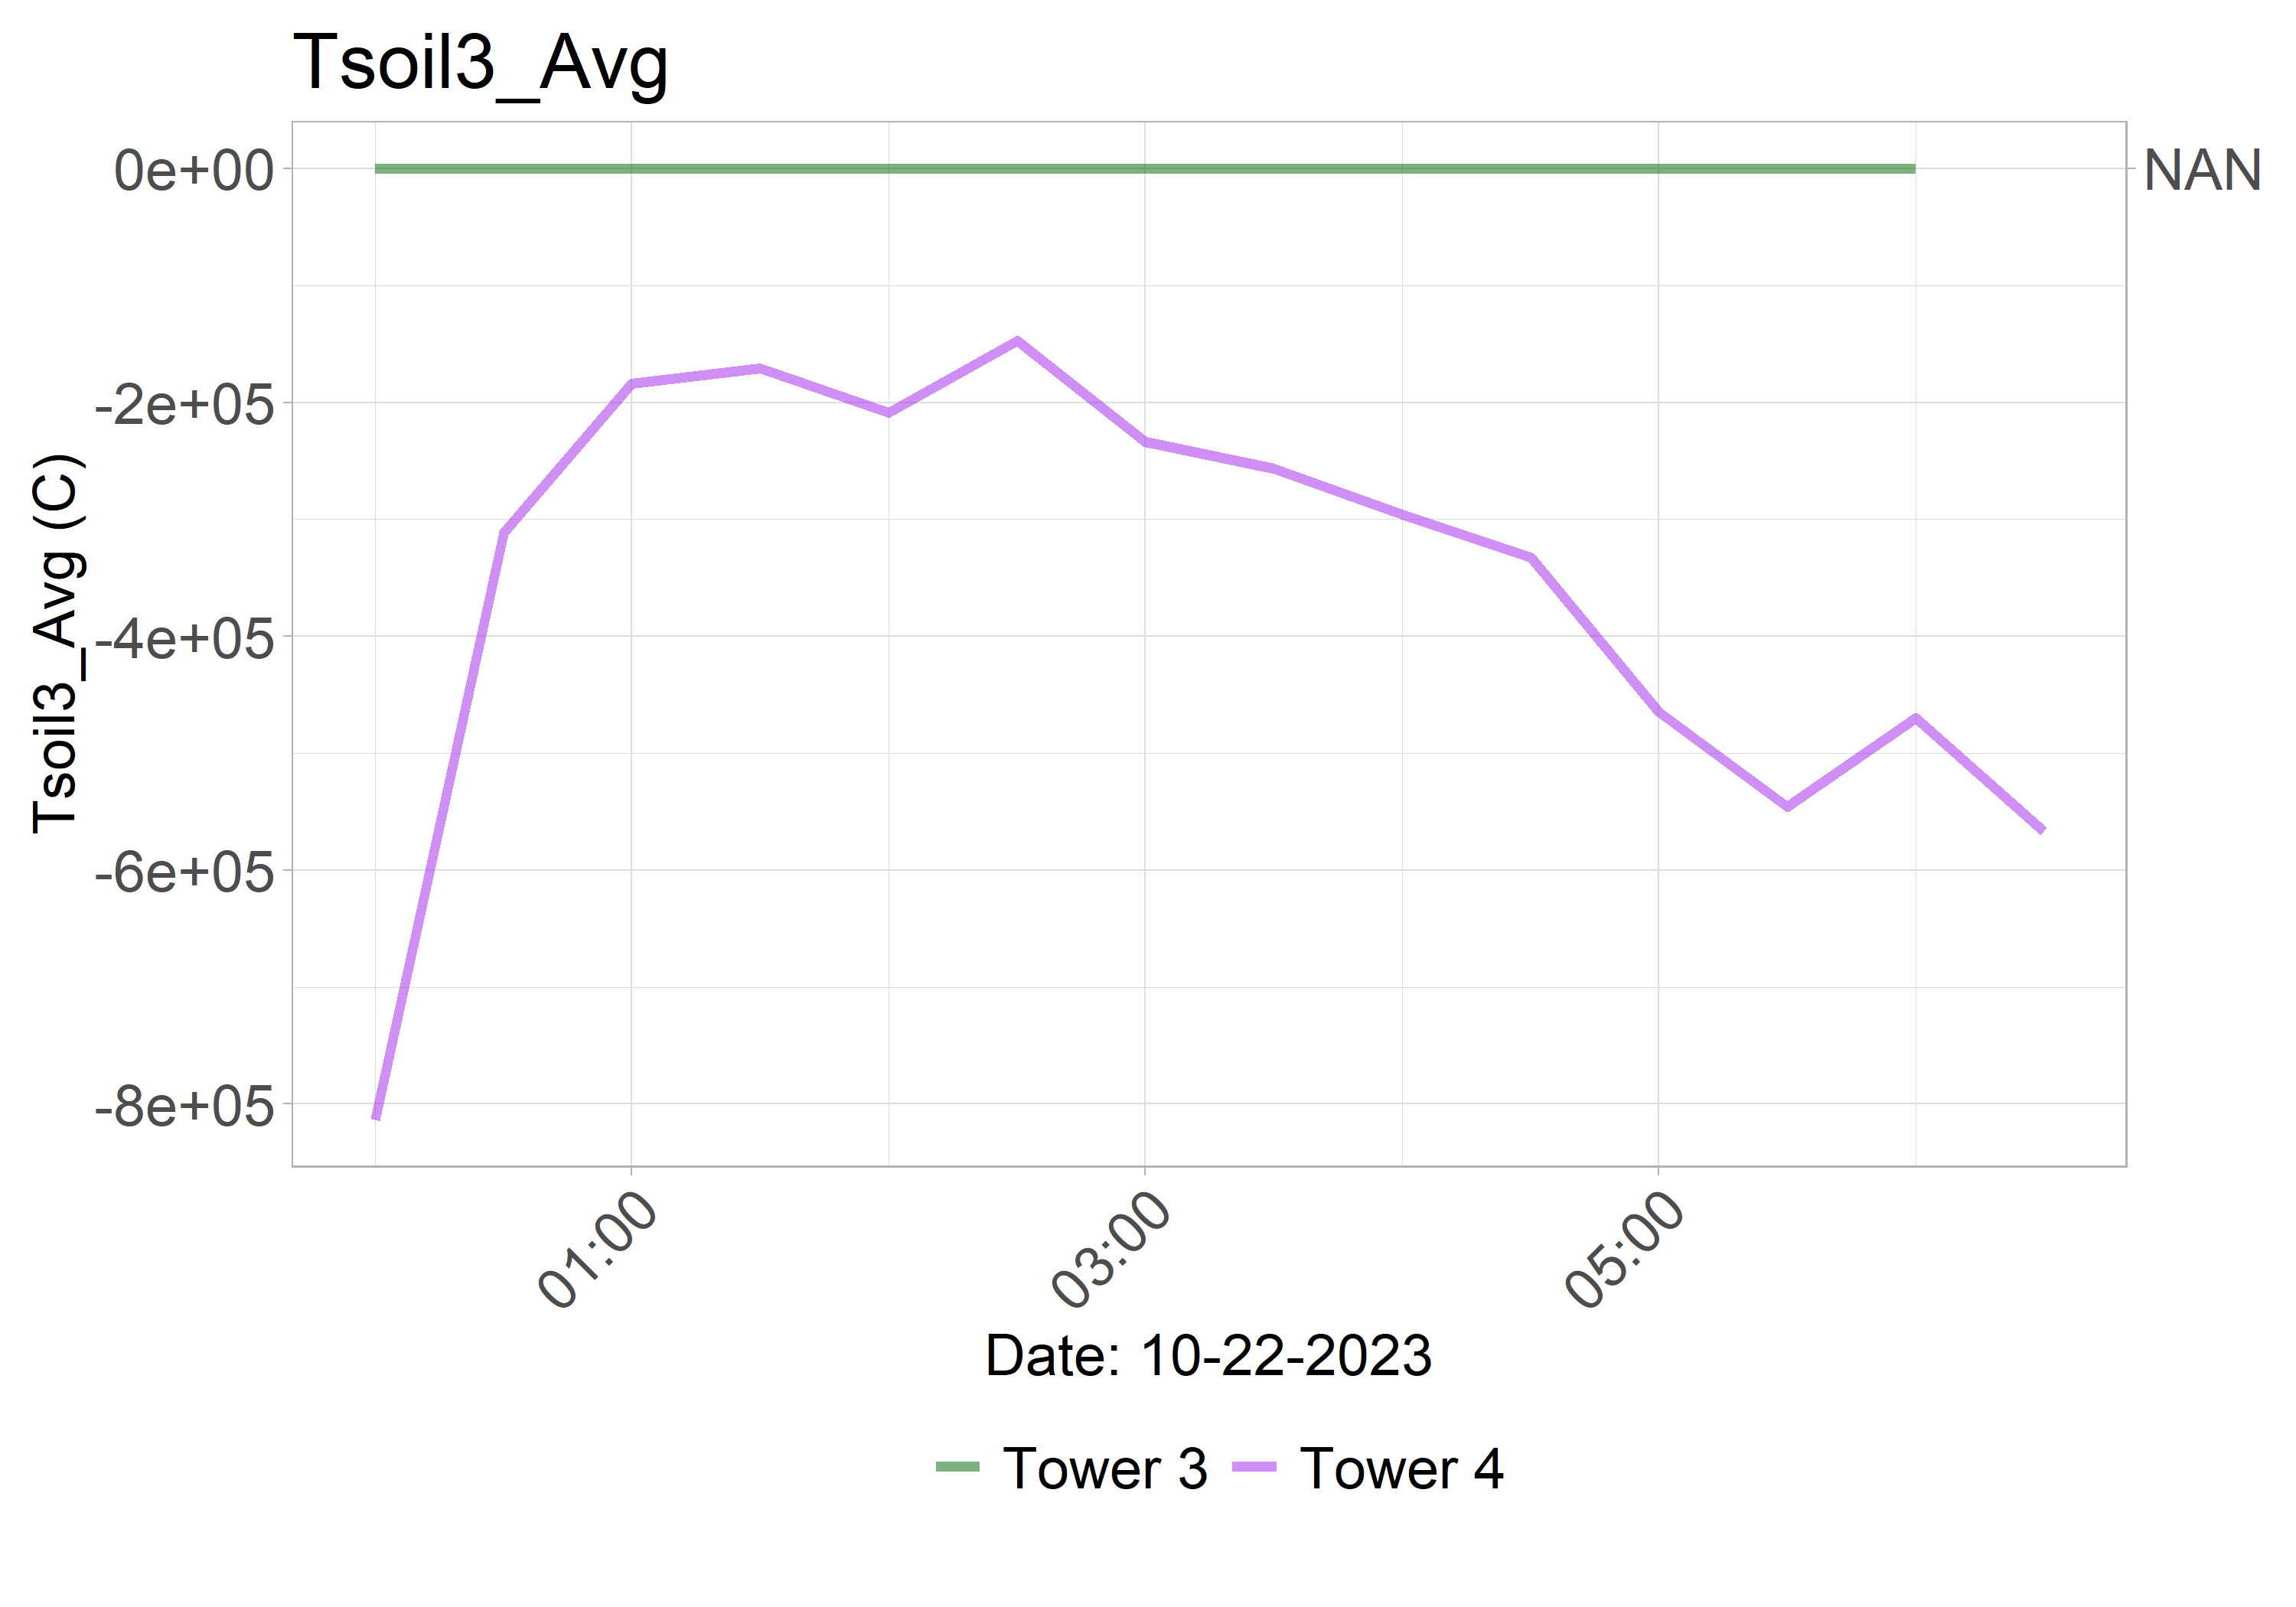 Tsoil3_Avg
0e+00
NAN
-2e+05
-4e+05
-6e+05
-8e+05
Tsoil3_Avg (C)
01:00
03:00
05:00
Date: 10-22-2023
Tower 3
Tower 4